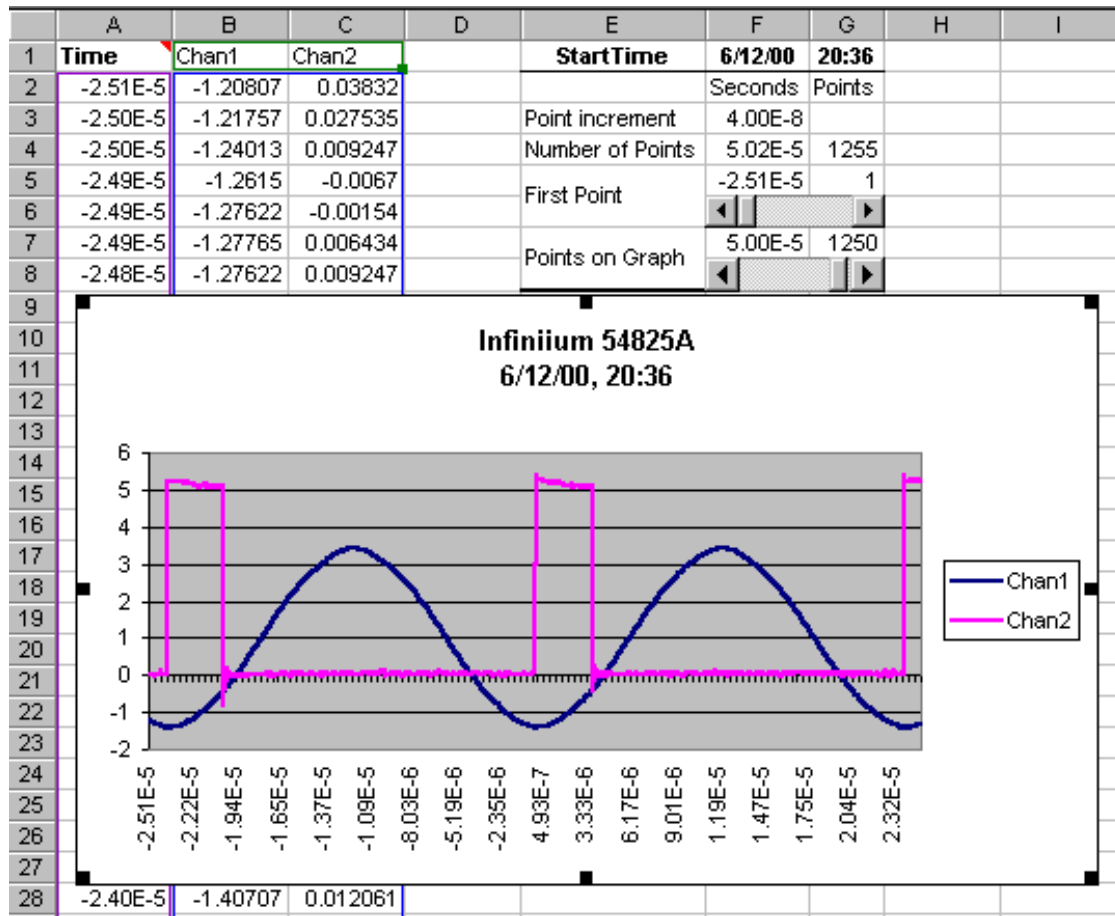 A B C D E F G H I
1 Time Chan1 Chan2 StartTime 6/12/00 20:36
2 -2.51E-5 -1.20807 0.03832 Seconds Points
3 -2.50E-5 -1.21757 0.027535 Point increment 4.00E-8
4 -2.50E-5 -1.24013 0.009247 Number of Points 5.02E-5 1255
5 -2.49E-5 -1.2615 -0.0067 -2.51E-5 1
First Point
6 -2.49E-5 -1.27622 -0.00154
7 -2.49E-5 -1.27765 0.006434 5.00E-5 1250
Points on Graph
8 -2.48E-5 -1.27622 0.009247
9
10
11
12
13
14
15
16
17
18
19
20
21
22
23
24
25
26
27
Infiniium 54825A
6/12/00, 20:36
6
5
4
3
2
1
0
-1
-2
Chan1
Chan2
-2.51E-5 -2.22E-5 -1.94E-5 -1.65E-5 -1.37E-5 -1.09E-5 -8.03E-6 -5.19E-6 -2.35E-6 4.93E-7 3.33E-6 6.17E-6 9.01E-6 1.19E-5 1.47E-5 1.75E-5 2.04E-5 2.32E-5
28 -2.40E-5 -1.40707 0.012061